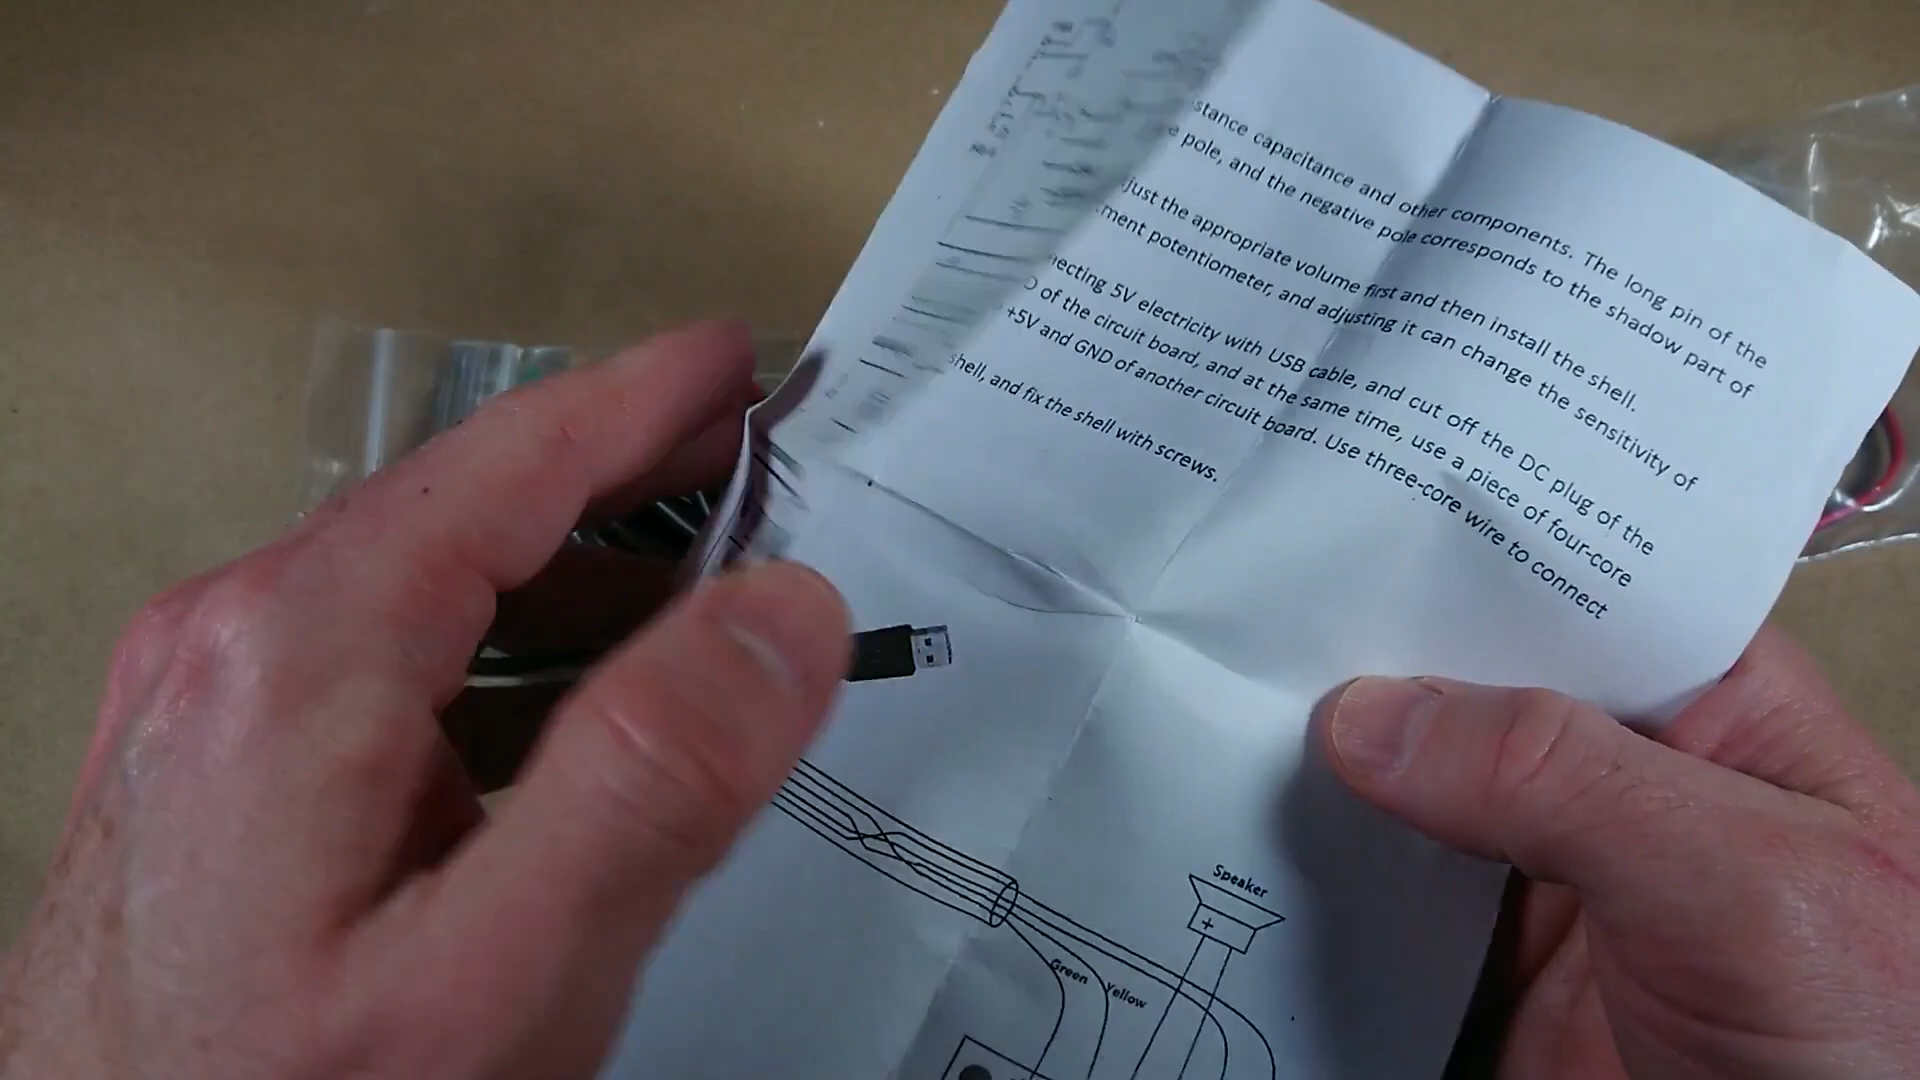 stance capacitance and other components. The long pin of the
e pole, and the negative pole corresponds to the shadow part of
just the appropriate volume first and then install the shell.
ment potentiometer, and adjusting it can change the sensitivity of
necting 5V electricity with USB cable, and cut off the DC plug of the
D of the circuit board, and at the same time, use a piece of four-core
+5V and GND of another circuit board. Use three-core wire to connect
shell, and fix the shell with screws.
Speaker
+
Green
Yellow